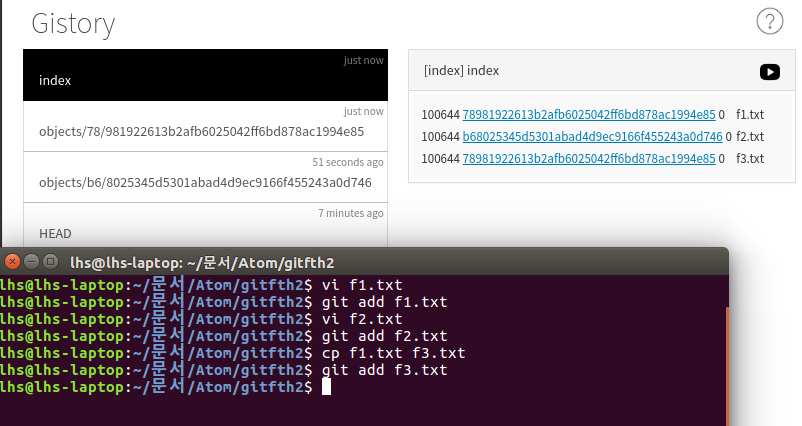 Gistory
?
just now
index
just now
objects/78/981922613b2afb6025042ff6bd878ac1994e85
51 seconds ago
objects/b6/8025345d5301abad4d9ec9166f455243a0d746
7 minutes ago
HEAD
[index] index
100644 78981922613b2afb6025042ff6bd878ac1994e85 0 f1.txt
100644 b68025345d5301abad4d9ec9166f455243a0d746 0 f2.txt
100644 78981922613b2afb6025042ff6bd878ac1994e85 0 f3.txt
lhs@lhs-laptop: ~/문서/Atom/gitfth2
lhs@lhs-laptop:~/문서/Atom/gitfth2$ vi f1.txt
lhs@lhs-laptop:~/문서/Atom/gitfth2$ git add f1.txt
lhs@lhs-laptop:~/문서/Atom/gitfth2$ vi f2.txt
lhs@lhs-laptop:~/문서/Atom/gitfth2$ git add f2.txt
lhs@lhs-laptop:~/문서/Atom/gitfth2$ cp f1.txt f3.txt
lhs@lhs-laptop:~/문서/Atom/gitfth2$ git add f3.txt
lhs@lhs-laptop:~/문서/Atom/gitfth2$